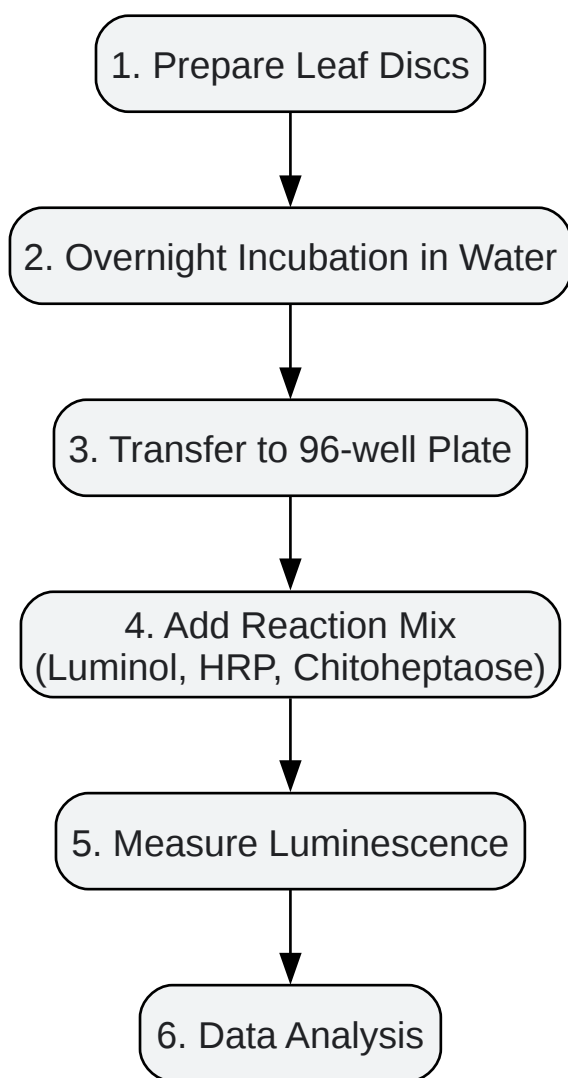 1. Prepare Leaf Discs
2. Overnight Incubation in Water
3. Transfer to 96-well Plate
4. Add Reaction Mix
(Luminol, HRP, Chitoheptaose)
5. Measure Luminescence
6. Data Analysis